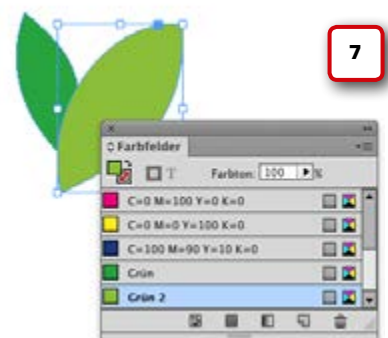 7
Farbfelder
T Farbton: 100 %
C=0 M=100 Y=0 K=0
C=0 M=0 Y=100 K=0
C=100 M=90 Y=10 K=0
Grün
Grün 2